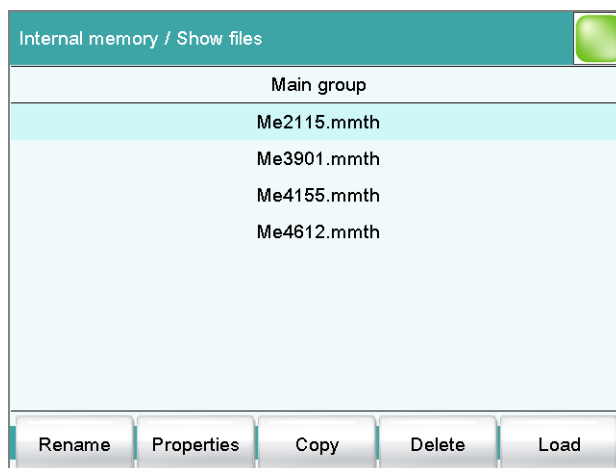 Internal memory / Show files
Main group
Me2115.mmth
Me3901.mmth
Me4155.mmth
Me4612.mmth
Rename Properties Copy Delete Load